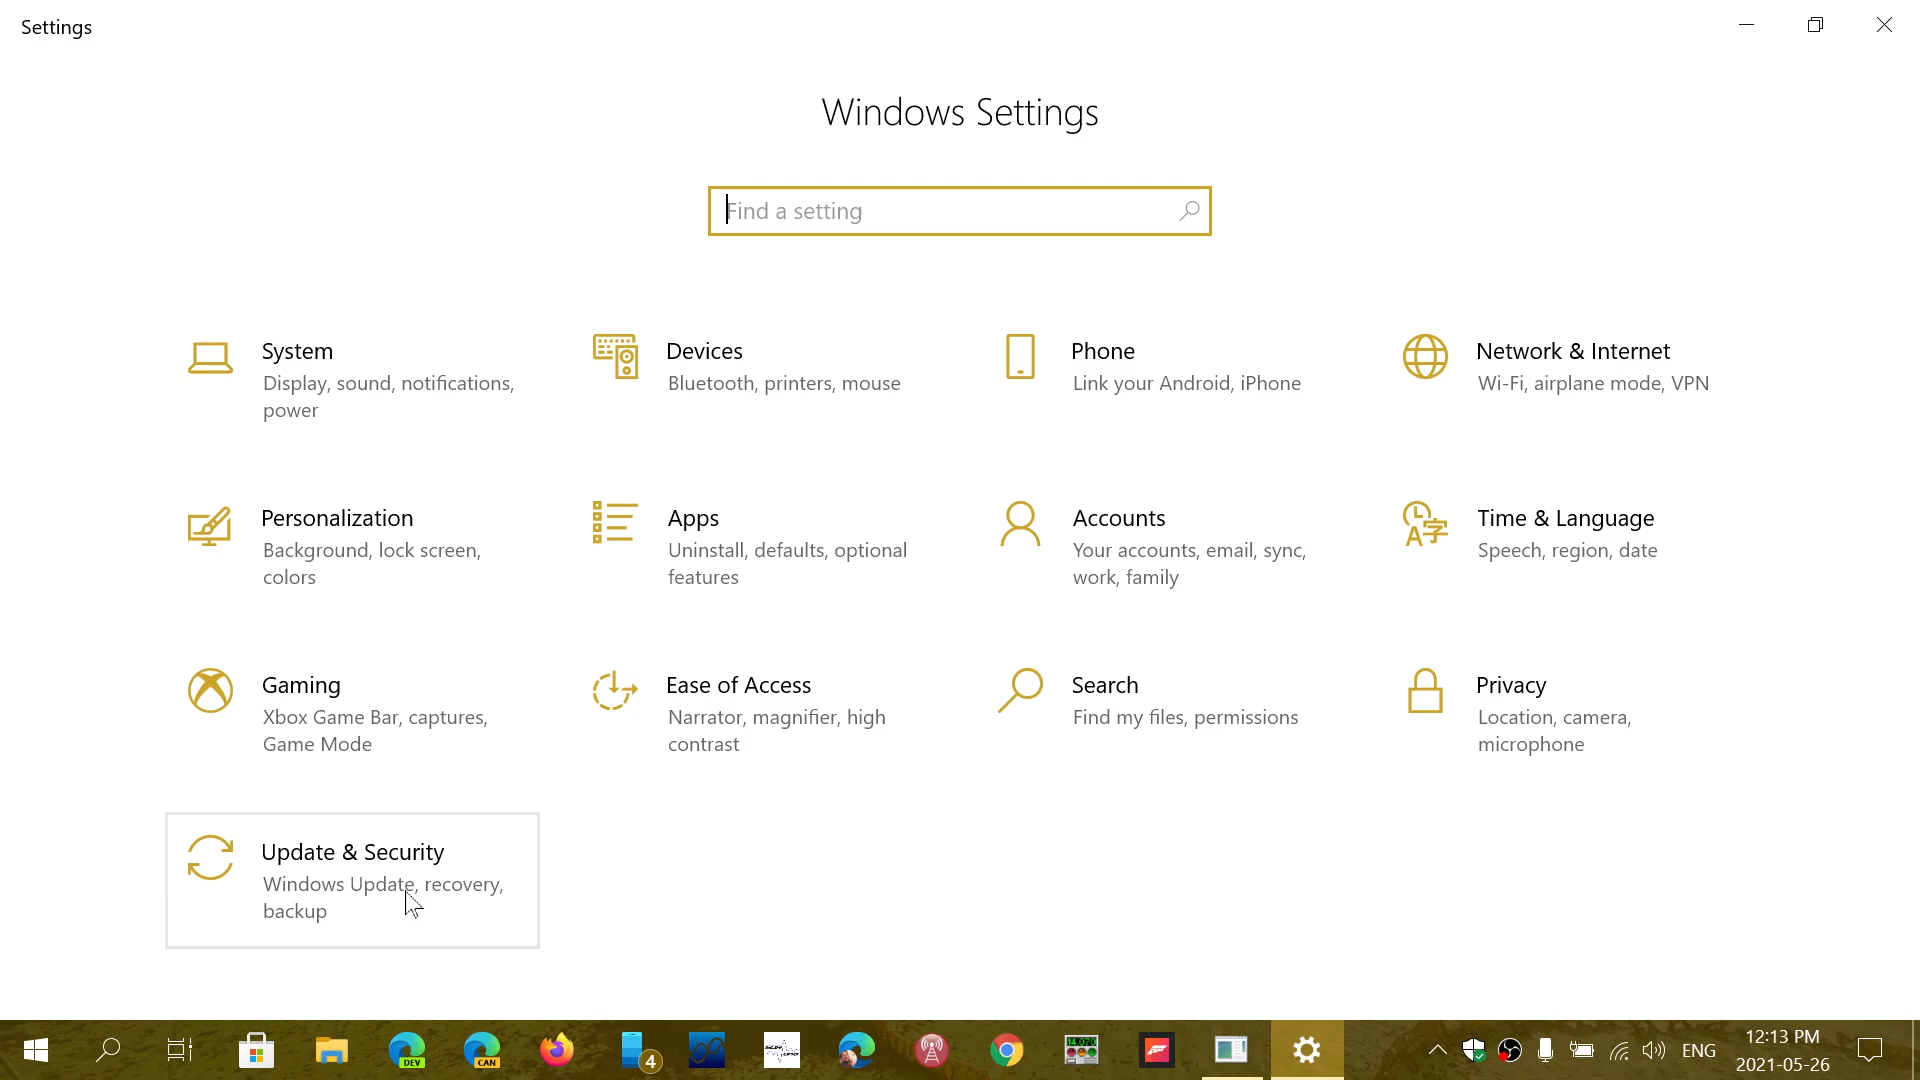 Settings
Windows Settings
Find a setting
System
Display, sound, notifications,
power
Devices
Bluetooth, printers, mouse
Phone
Link your Android, iPhone
Network & Internet
Wi-Fi, airplane mode, VPN
Personalization
Background, lock screen,
colors
Apps
Uninstall, defaults, optional
features
Accounts
Your accounts, email, sync,
work, family
Time & Language
Speech, region, date
Gaming
Xbox Game Bar, captures,
Game Mode
Ease of Access
Narrator, magnifier, high
contrast
Search
Find my files, permissions
Privacy
Location, camera,
microphone
Update & Security
Windows Update, recovery,
backup
DEV
CAN
4
14.070
ENG
12:13 PM
2021-05-26